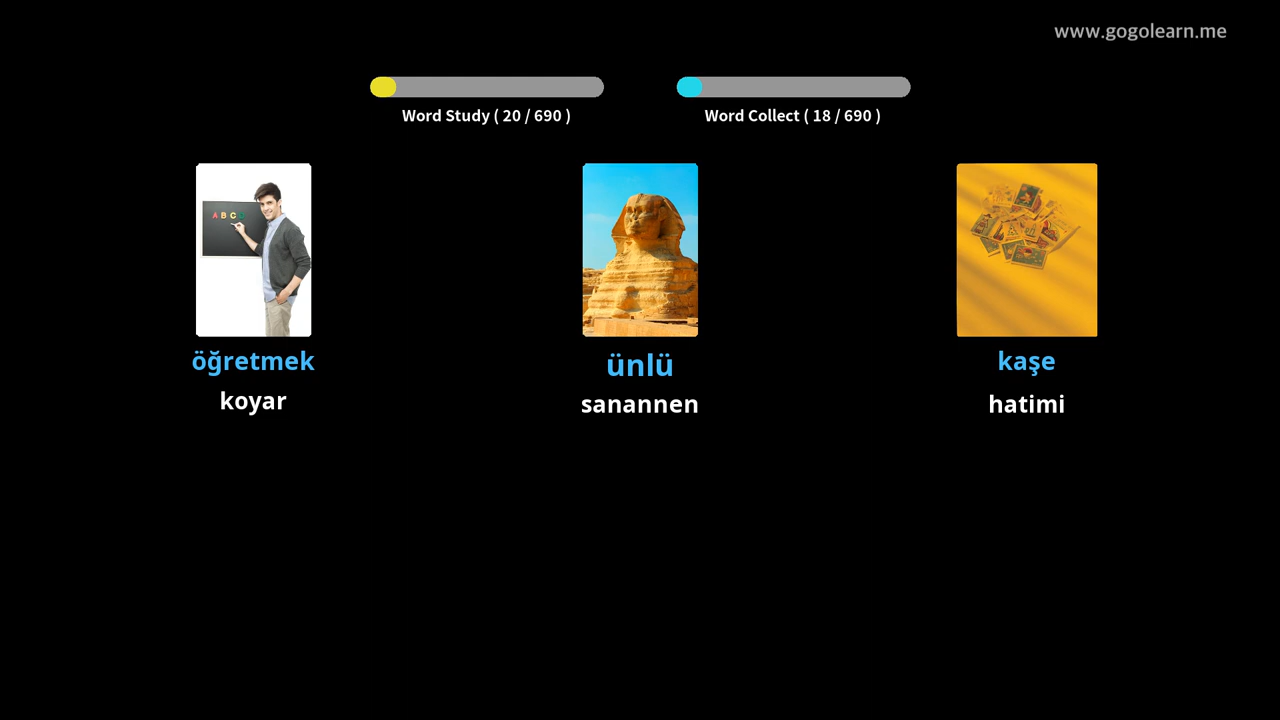 www.gogolearn.me
Word Study ( 20 / 690 )
Word Collect ( 18 / 690 )
A B C D
öğretmek
koyar
ünlü
sanannen
kaşe
hatimi